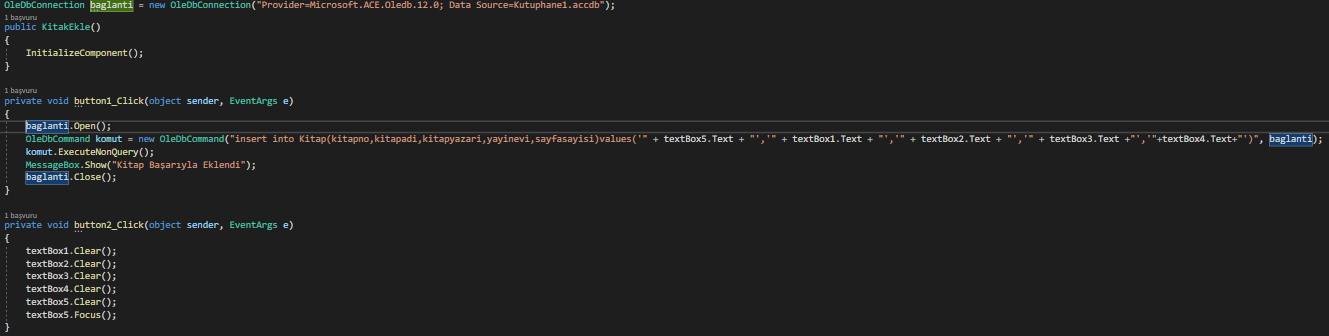 OleDbConnection baglanti = new OleDbConnection("Provider=Microsoft.ACE.Oledb.12.0; Data Source=Kutuphane1.accdb");
1 başvuru
public KitakEkle()
{
InitializeComponent();
}
1 başvuru
private void button1_Click(object sender, EventArgs e)
{
baglanti.Open();
OleDbCommand komut = new OleDbCommand("insert into Kitap(kitapno,kitapadi,kitapyazari,yayinevi,sayfasayisi)values('" + textBox5.Text + "','" + textBox1.Text + "','" + textBox2.Text + "','" + textBox3.Text +"','"+textBox4.Text+"')", baglanti);
komut.ExecuteNonQuery();
MessageBox.Show("Kitap Başarıyla Eklendi");
baglanti.Close();
}
1 başvuru
private void button2_Click(object sender, EventArgs e)
{
textBox1.Clear();
textBox2.Clear();
textBox3.Clear();
textBox4.Clear();
textBox5.Clear();
textBox5.Focus();
}